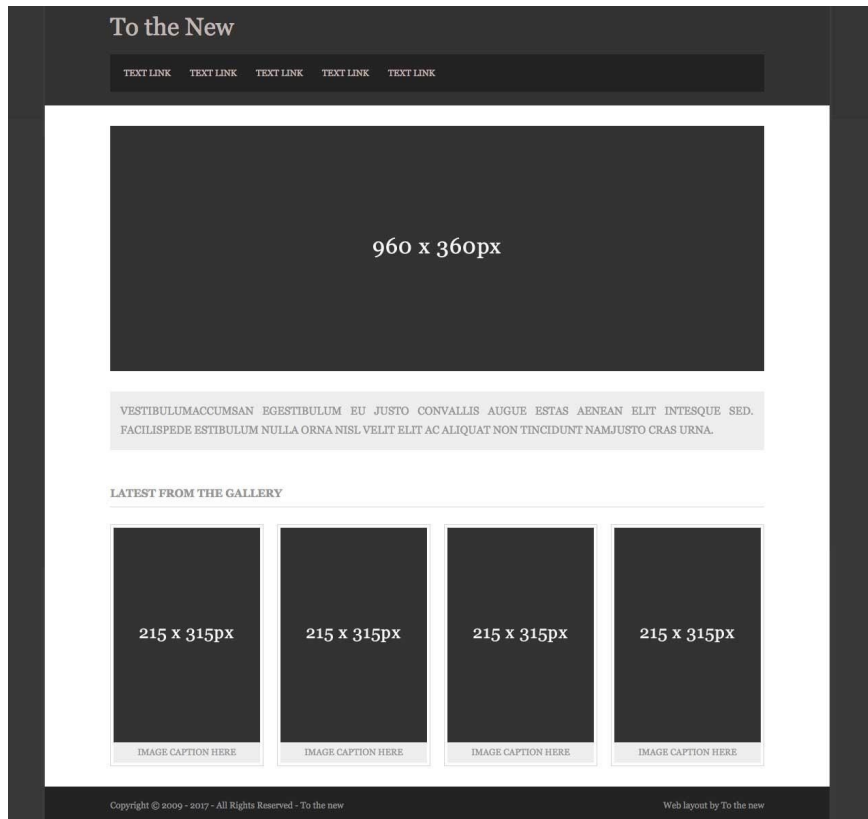 To the New
TEXT LINK TEXT LINK TEXT LINK TEXT LINK TEXT LINK
960 x 360px
VESTIBULUMACCUMSAN EGESTIBULUM EU JUSTO CONVALLIS AUGUE ESTAS AENEAN ELIT INTESQUE SED.
FACILISPEDE ESTIBULUM NULLA ORNA NISL VELIT ELIT AC ALIQUAT NON TINCIDUNT NAMJUSTO CRAS URNA.
LATEST FROM THE GALLERY
215 x 315px 215 x 315px 215 x 315px 215 x 315px
IMAGE CAPTION HERE IMAGE CAPTION HERE IMAGE CAPTION HERE IMAGE CAPTION HERE
Copyright © 2009 - 2017 - All Rights Reserved - To the new Web layout by To the new